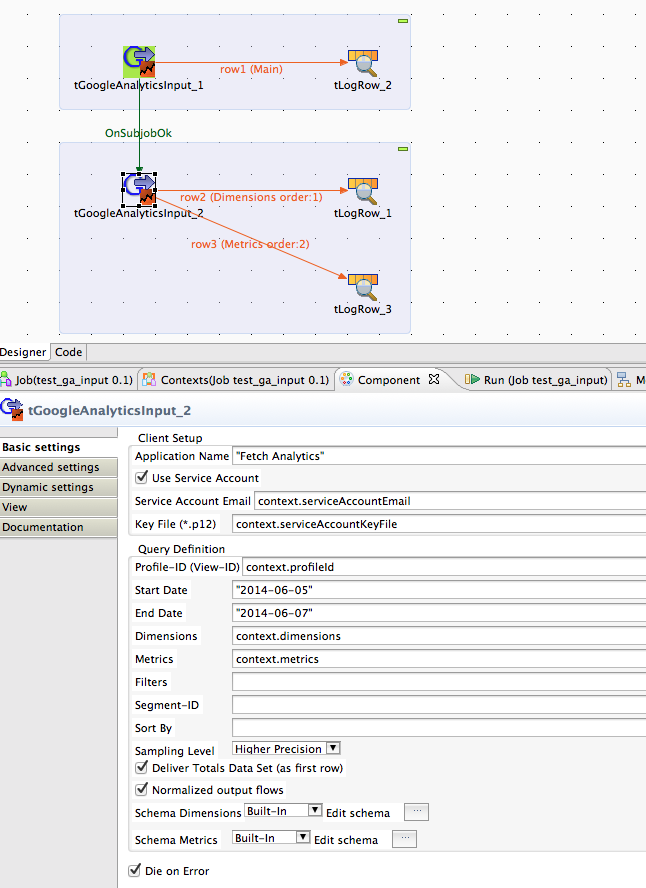 row1 (Main)
tGoogleAnalyticsInput_1
tLogRow_2
OnSubjobOk
row2 (Dimensions order:1)
tGoogleAnalyticsInput_2
tLogRow_1
row3 (Metrics order:2)
tLogRow_3
Designer Code
Job(test_ga_input 0.1) Contexts(Job test_ga_input 0.1) Component Run (Job test_ga_input) M
tGoogleAnalyticsInput_2
Basic settings
Advanced settings
Dynamic settings
View
Documentation
Client Setup
Application Name "Fetch Analytics"
Use Service Account
Service Account Email context.serviceAccountEmail
Key File (*.p12) context.serviceAccountKeyFile
Query Definition
Profile-ID (View-ID) context.profileId
Start Date "2014-06-05"
End Date "2014-06-07"
Dimensions context.dimensions
Metrics context.metrics
Filters
Segment-ID
Sort By
Sampling Level Higher Precision
Deliver Totals Data Set (as first row)
Normalized output flows
Schema Dimensions Built-In Edit schema ...
Schema Metrics Built-In Edit schema ...
Die on Error